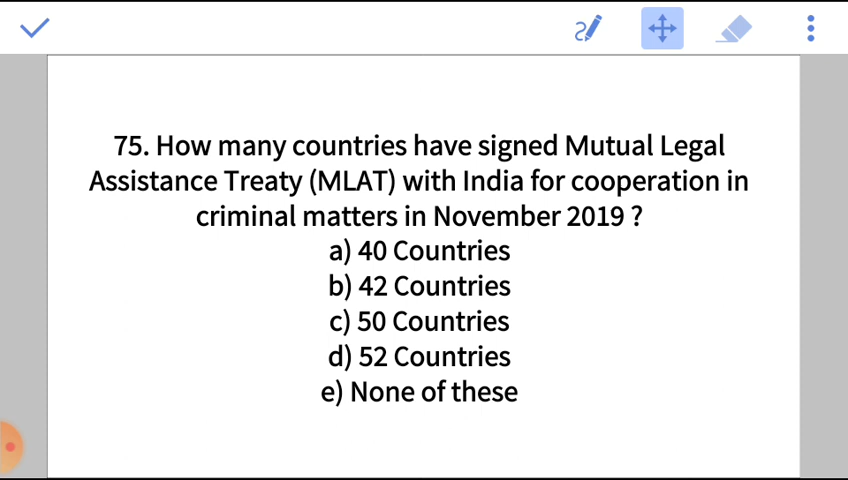 75. How many countries have signed Mutual Legal
Assistance Treaty (MLAT) with India for cooperation in
criminal matters in November 2019 ?
a) 40 Countries
b) 42 Countries
c) 50 Countries
d) 52 Countries
e) None of these